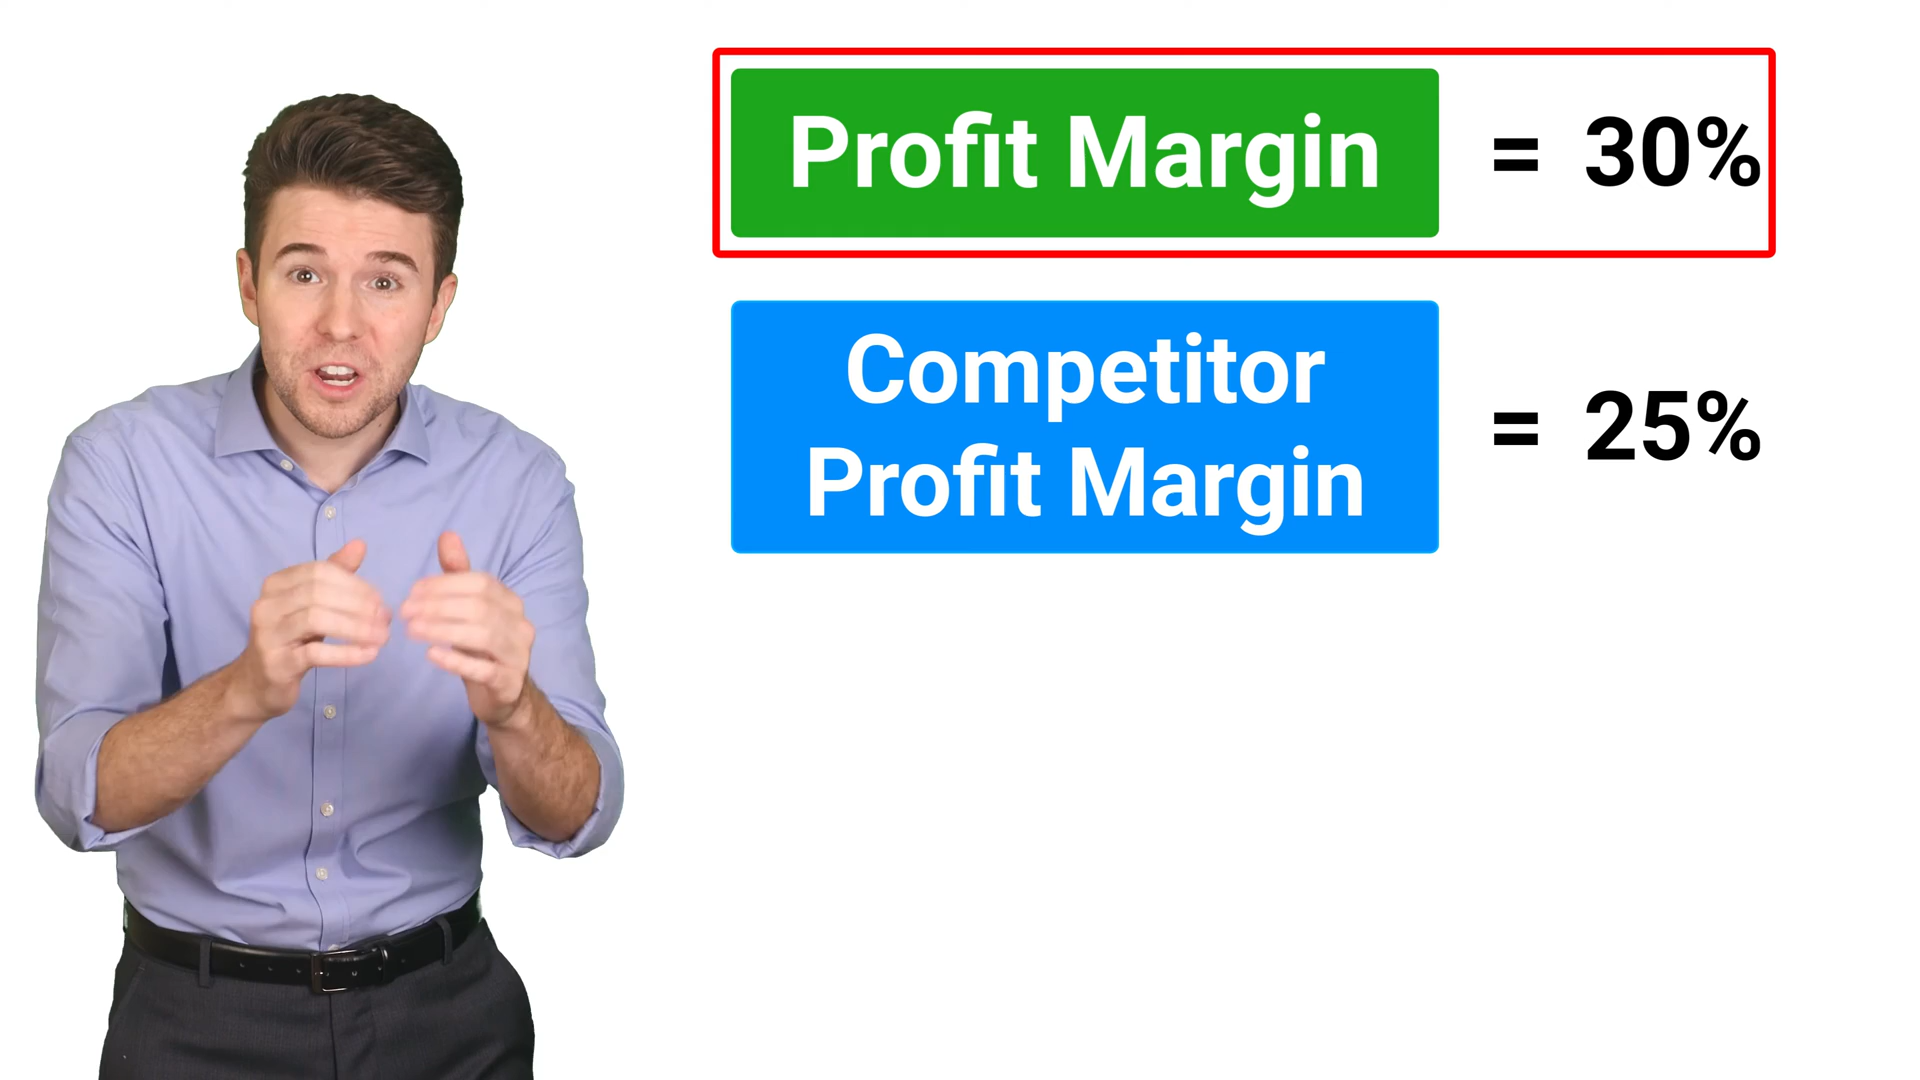 Profit Margin = 30%
Competitor
Profit Margin = 25%